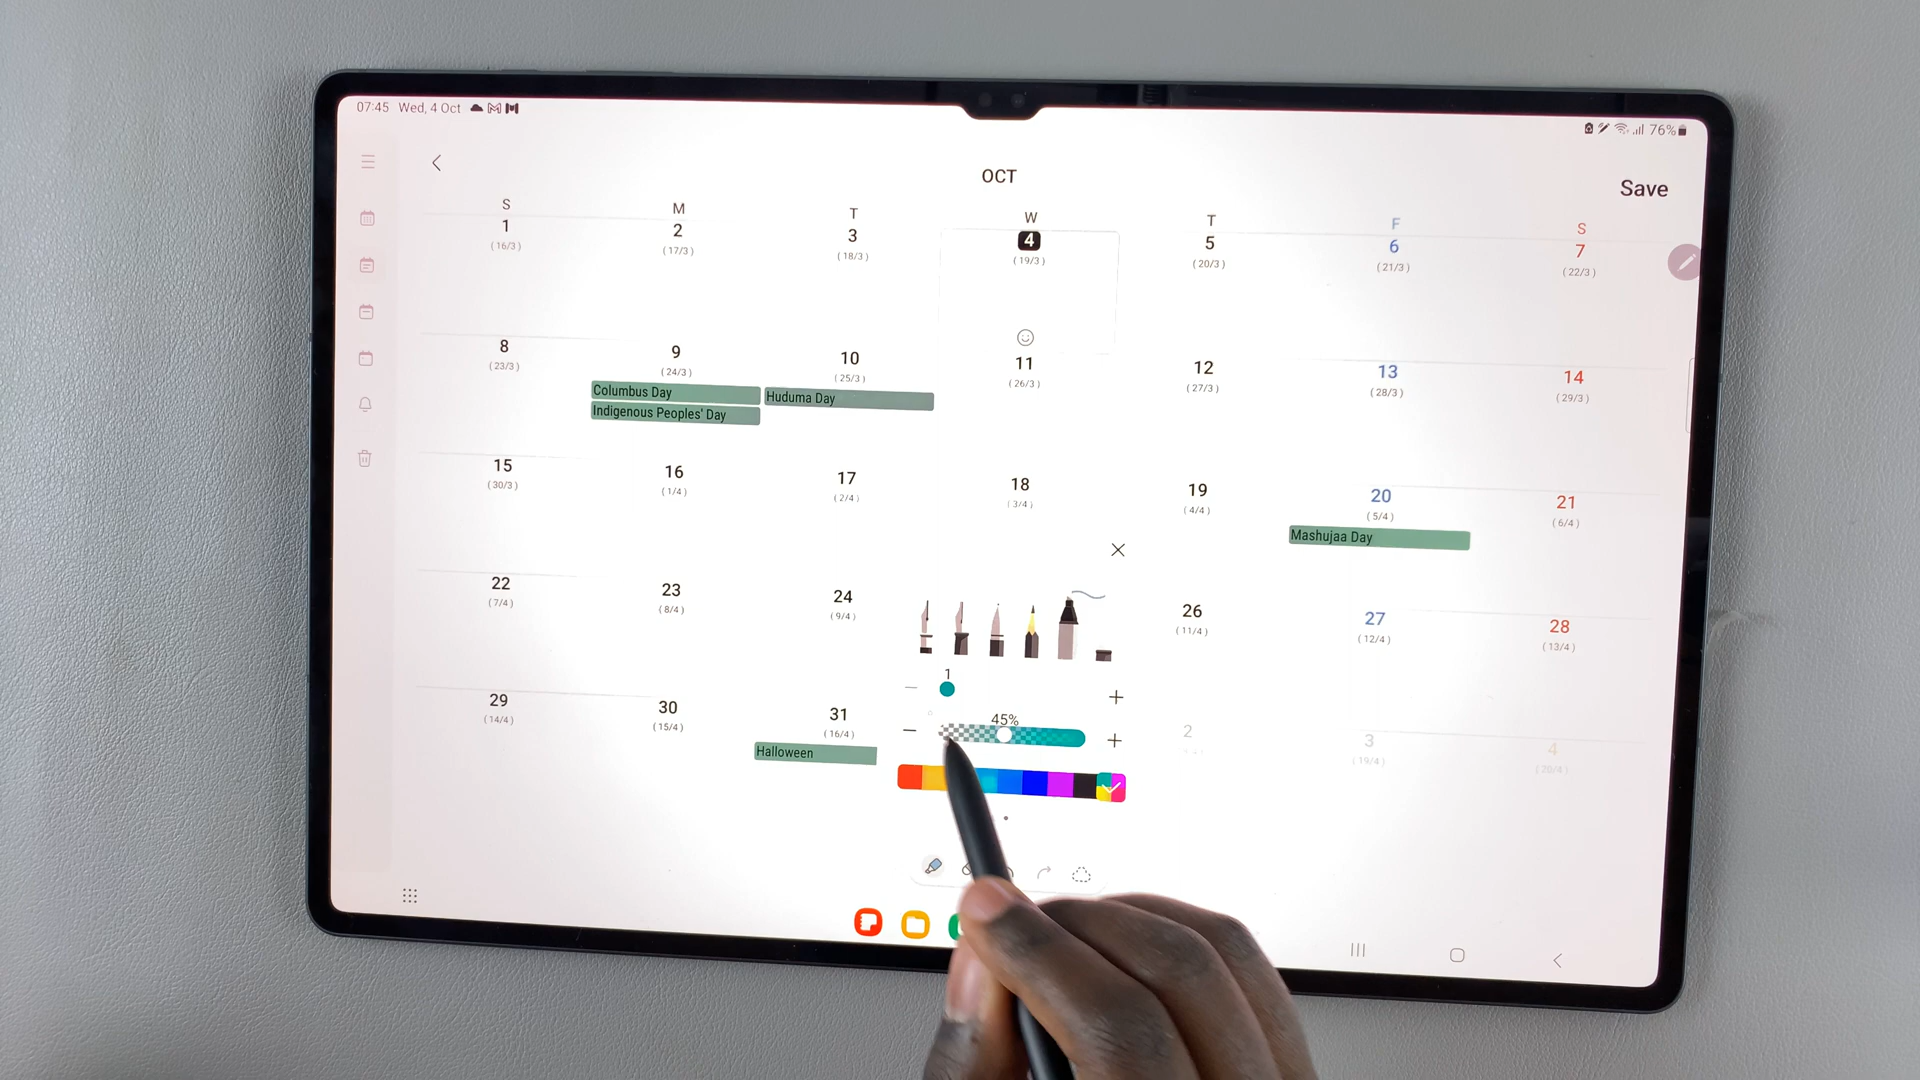 07:45 Wed, 4 Oct
76%
OCT
Save
S M T W T F S
1 2 3 4 5 6 7
(16/3) (17/3) (18/3) (19/3) (20/3) (21/3) (22/3)
8 9 10 11 12 13 14
(23/3) (24/3) (25/3) (26/3) (27/3) (28/3) (29/3)
Columbus Day Huduma Day
Indigenous Peoples' Day
15 16 17 18 19 20 21
(30/3) (1/4) (2/4) (3/4) (4/4) (5/4) (6/4)
Mashujaa Day
22 23 24 26 27 28
(7/4) (8/4) (9/4) (11/4) (12/4) (13/4)
1
45%
29 30 31 2 3 4
(14/4) (15/4) (16/4) (19/4) (20/4)
Halloween